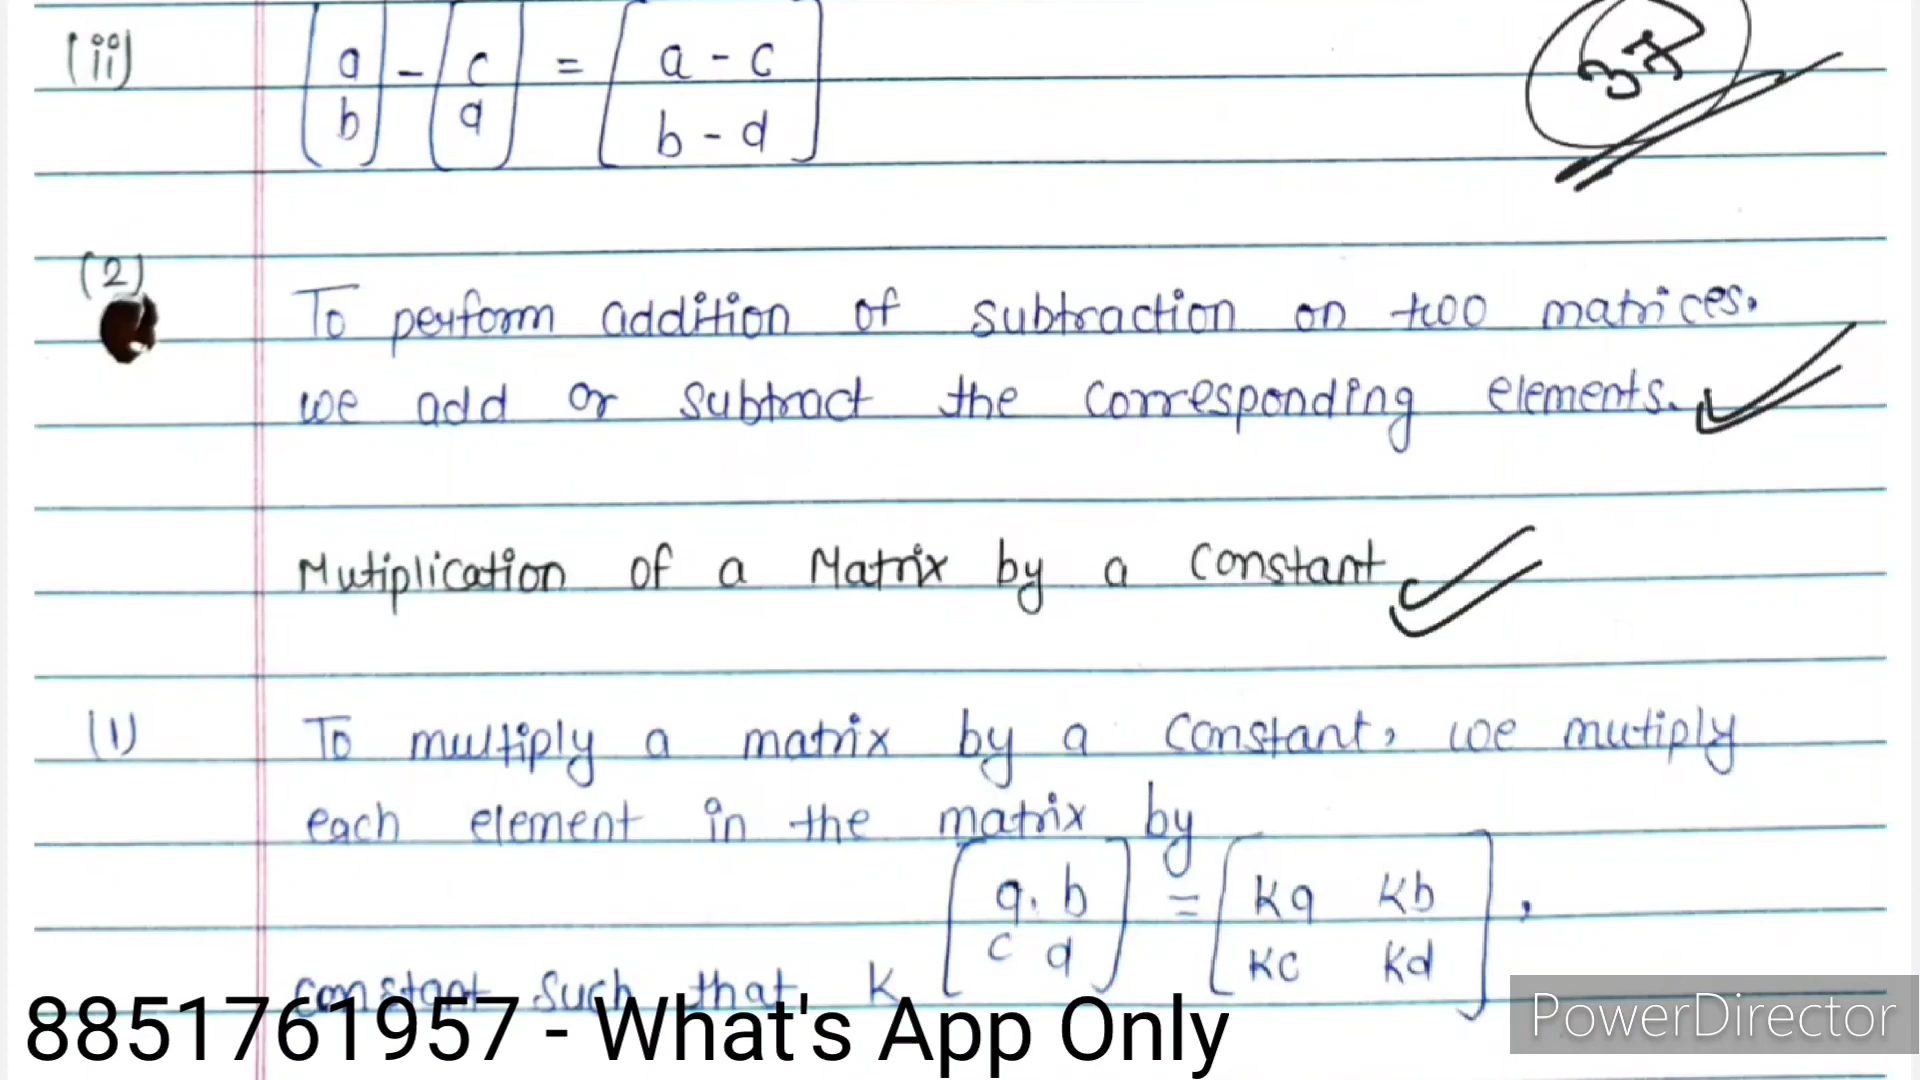 (ii) [a b] - [c d] = [a - c b - d]
37
(2)
To perform addition of subtraction on two matrices.
we add or subtract the corresponding elements.
Mutiplication of a Matrix by a Constant
(1) To multiply a matrix by a constant, we mutiply
each element in the matrix by
constant such that k [a. b c d] = [ka kb kc kd],
8851761957 - What's App Only
PowerDirector